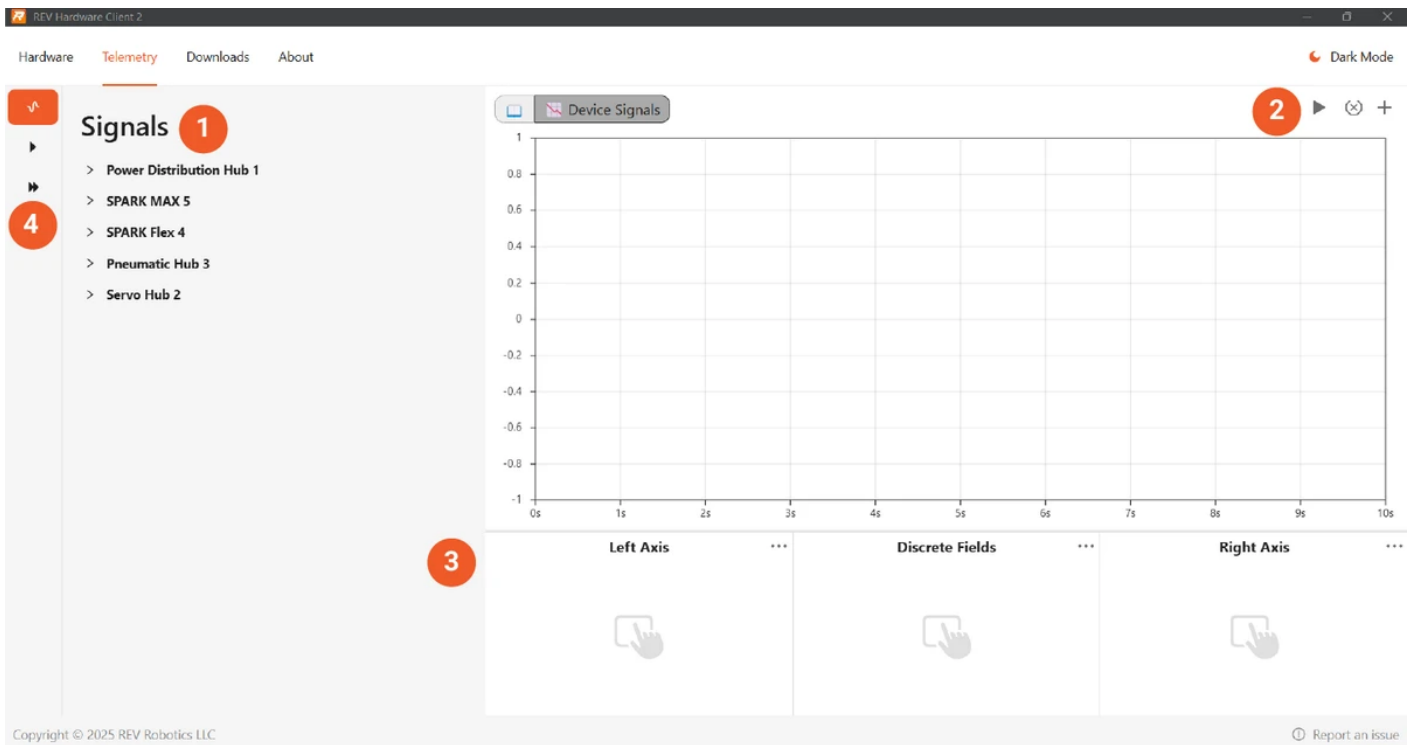 REV Hardware Client 2
Hardware Telemetry Downloads About
Dark Mode
Signals 1
Power Distribution Hub 1
SPARK MAX 5
SPARK Flex 4
Pneumatic Hub 3
Servo Hub 2
4
Device Signals
2
1
0.8
0.6
0.4
0.2
0
-0.2
-0.4
-0.6
-0.8
-1
0s 1s 2s 3s 4s 5s 6s 7s 8s 9s 10s
3
Left Axis
Discrete Fields
Right Axis
Copyright © 2025 REV Robotics LLC
Report an issue